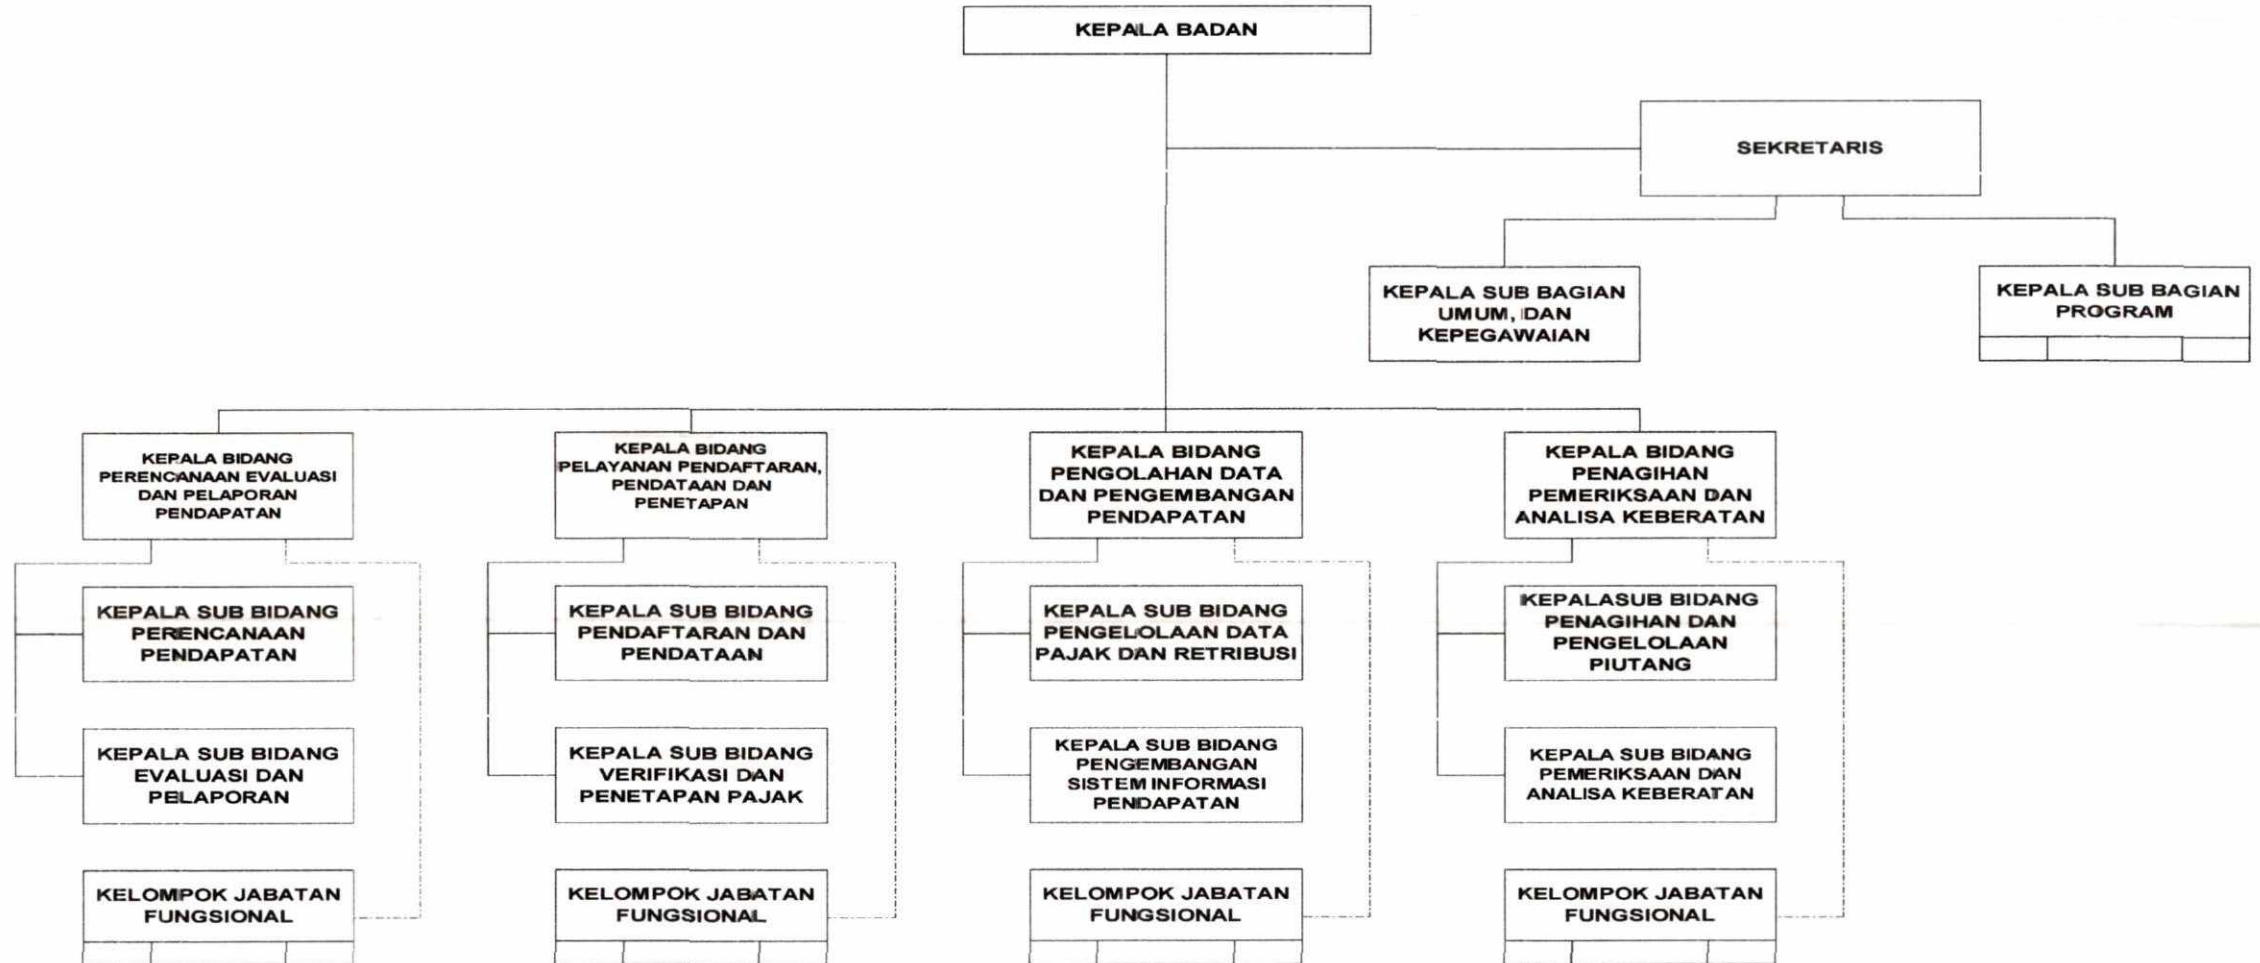 KEPALA BADAN
SEKRETARIS
KEPALA SUB BAGIAN
UMUM, DAN
KEPEGAWAIAN
KEPALA SUB BAGIAN
PROGRAM
KEPALA BIDANG
PERENCANAAN EVALUASI
DAN PELAPORAN
PENDAPATAN
KEPALA BIDANG
PELAYANAN PENDAFTARAN,
PENDATAAN DAN
PENETAPAN
KEPALA BIDANG
PENGOLAHAN DATA
DAN PENGEMBANGAN
PENDAPATAN
KEPALA BIDANG
PENAGIHAN
PEMERIKSAAN DAN
ANALISA KEBERATAN
KEPALA SUB BIDANG
PERENCANAAN
PENDAPATAN
KEPALA SUB BIDANG
PENDAFTARAN DAN
PENDATAAN
KEPALA SUB BIDANG
PENGELOLAAN DATA
PAJAK DAN RETRIBUSI
KEPALASUB BIDANG
PENAGIHAN DAN
PENGELOLAAN
PIUTANG
KEPALA SUB BIDANG
EVALUASI DAN
PELAPORAN
KEPALA SUB BIDANG
VERIFIKASI DAN
PENETAPAN PAJAK
KEPALA SUB BIDANG
PENGEMBANGAN
SISTEM INFORMASI
PENDAPATAN
KEPALA SUB BIDANG
PEMERIKSAAN DAN
ANALISA KEBERATAN
KELOMPOK JABATAN
FUNGSIONAL
KELOMPOK JABATAN
FUNGSIONAL
KELOMPOK JABATAN
FUNGSIONAL
KELOMPOK JABATAN
FUNGSIONAL